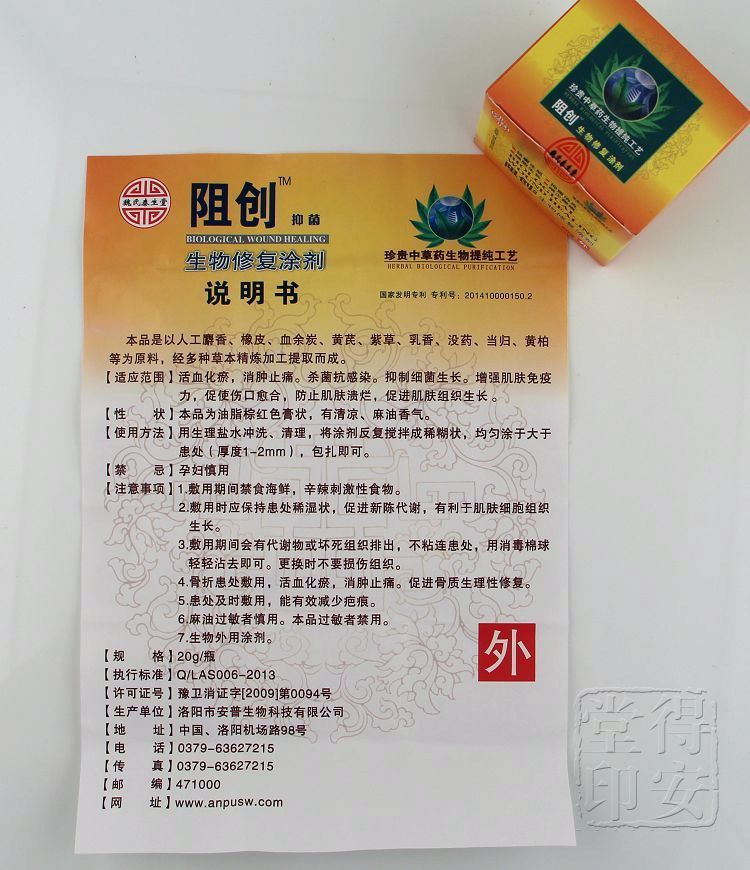 珍贵中草药生物提纯工艺
阻创
生物修复涂剂
魏氏泰生堂
阻创™ 抑菌
BIOLOGICAL WOUND HEALING
生物修复涂剂
说明书
珍贵中草药生物提纯工艺
HERBAL BIOLOGICAL PURIFICATION
国家发明专利 专利号：201410000150.2
本品是以人工麝香、橡皮、血余炭、黄芪、紫草、乳香、没药、当归、黄柏
等为原料，经多种草本精炼加工提取而成。
【适应范围】活血化瘀，消肿止痛。杀菌抗感染。抑制细菌生长。增强肌肤免疫
力，促使伤口愈合，防止肌肤溃烂，促进肌肤组织生长。
【性 状】本品为油脂棕红色膏状，有清凉、麻油香气。
【使用方法】用生理盐水冲洗、清理，将涂剂反复搅拌成稀糊状，均匀涂于大于
患处（厚度1-2mm），包扎即可。
【禁 忌】孕妇慎用
【注意事项】1.敷用期间禁食海鲜，辛辣刺激性食物。
2.敷用时应保持患处稀湿状，促进新陈代谢，有利于肌肤细胞组织
生长。
3.敷用期间会有代谢物或坏死组织排出，不粘连患处，用消毒棉球
轻轻沾去即可。更换时不要损伤组织。
4.骨折患处敷用，活血化瘀，消肿止痛。促进骨质生理性修复。
5.患处及时敷用，能有效减少疤痕。
6.麻油过敏者慎用。本品过敏者禁用。
7.生物外用涂剂。
外
【规 格】20g/瓶
【执行标准】Q/LAS006-2013
【许可证号】豫卫消证字[2009]第0094号
【生产单位】洛阳市安普生物科技有限公司
【地 址】中国、洛阳机场路98号
【电 话】0379-63627215
【传 真】0379-63627215
【邮 编】471000
【网 址】www.anpusw.com
得安
堂印